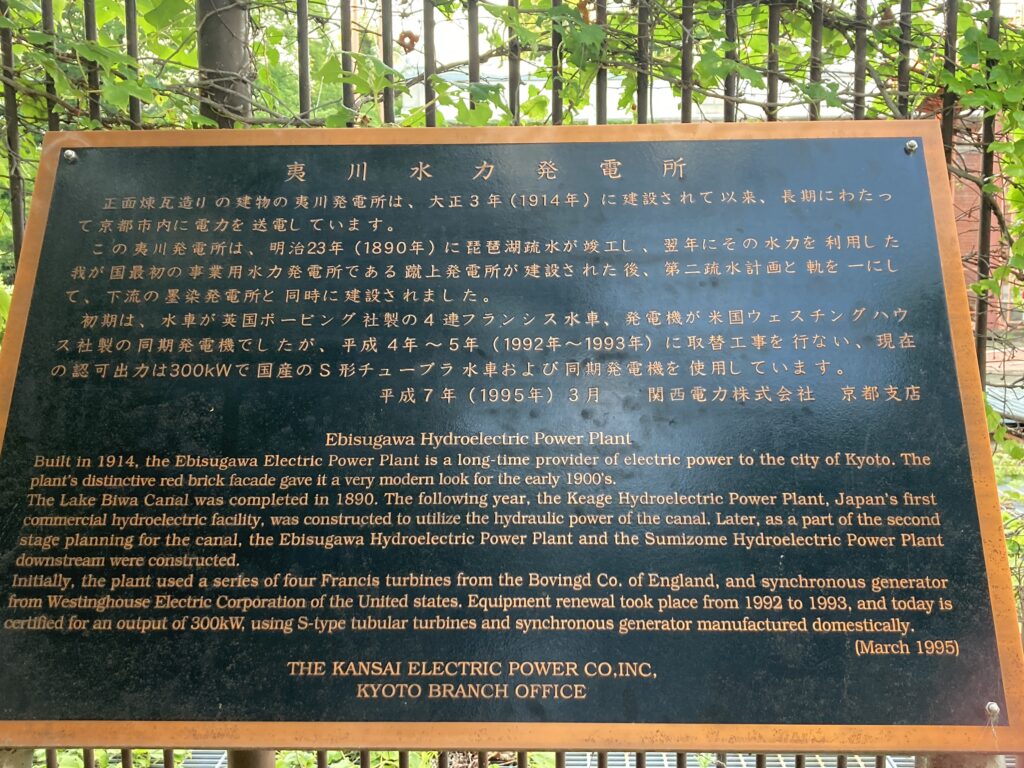 夷川水力発電所
正面煉瓦造りの建物の夷川発電所は、大正3年(1914年)に建設されて以来、長期にわたっ
て京都市内に電力を送電しています。
この夷川発電所は、明治23年(1890年)に琵琶湖疏水が竣工し、翌年にその水力を利用した
我が国最初の事業用水力発電所である蹴上発電所が建設された後、第二疏水計画と軌を一にし
て、下流の墨染発電所と同時に建設されました。
初期は、水車が英国ボービング社製の4連フランシス水車、発電機が米国ウェスチングハウ
ス社製の同期発電機でしたが、平成4年~5年(1992年~1993年)に取替工事を行ない、現在
の認可出力は300kWで国産のS形チューブラ水車および同期発電機を使用しています。
平成7年(1995年)3月 関西電力株式会社 京都支店
Ebisugawa Hydroelectric Power Plant
Built in 1914, the Ebisugawa Electric Power Plant is a long-time provider of electric power to the city of Kyoto. The
plant's distinctive red brick facade gave it a very modern look for the early 1900's.
The Lake Biwa Canal was completed in 1890. The following year, the Keage Hydroelectric Power Plant, Japan's first
commercial hydroelectric facility, was constructed to utilize the hydraulic power of the canal. Later, as a part of the second
stage planning for the canal, the Ebisugawa Hydroelectric Power Plant and the Sumizome Hydroelectric Power Plant
downstream were constructed.
Initially, the plant used a series of four Francis turbines from the Bovingd Co. of England, and synchronous generator
from Westinghouse Electric Corporation of the United states. Equipment renewal took place from 1992 to 1993, and today is
certified for an output of 300kW, using S-type tubular turbines and synchronous generator manufactured domestically.
(March 1995)
THE KANSAI ELECTRIC POWER CO,INC,
KYOTO BRANCH OFFICE